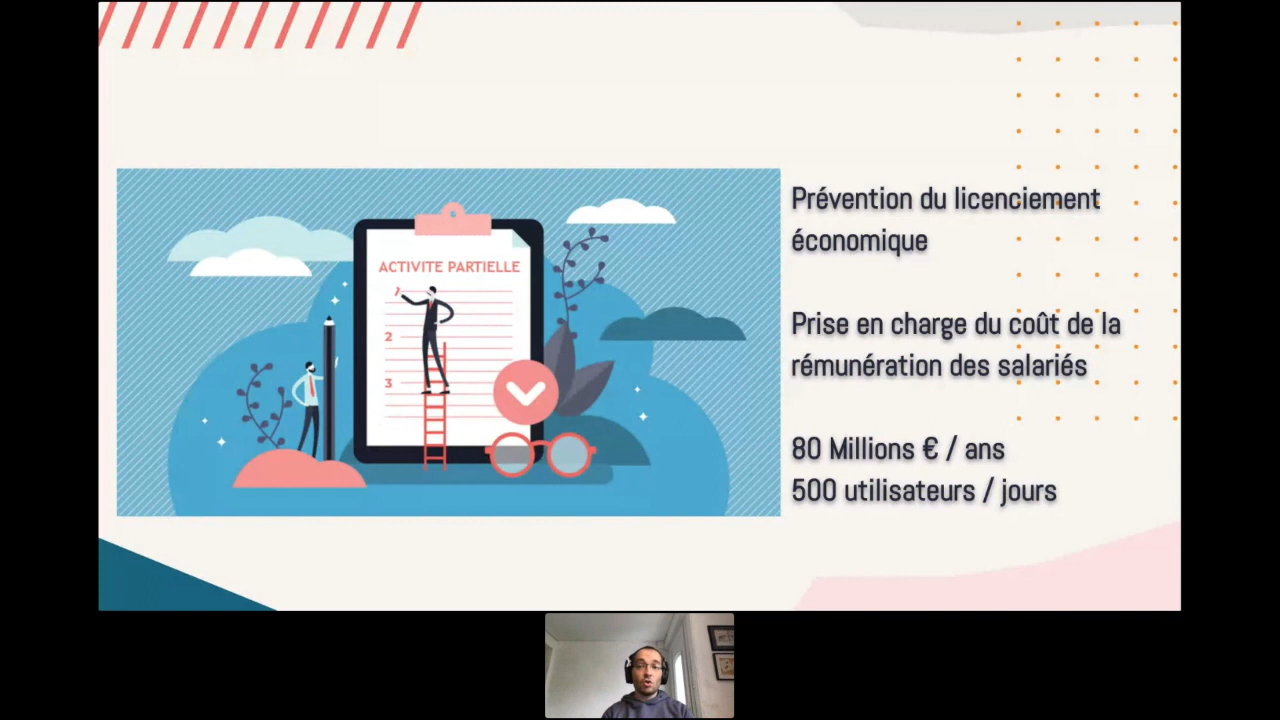 ACTIVITE PARTIELLE
1
2
3
Prévention du licenciement
économique
Prise en charge du coût de la
rémunération des salariés
80 Millions € / ans
500 utilisateurs / jours